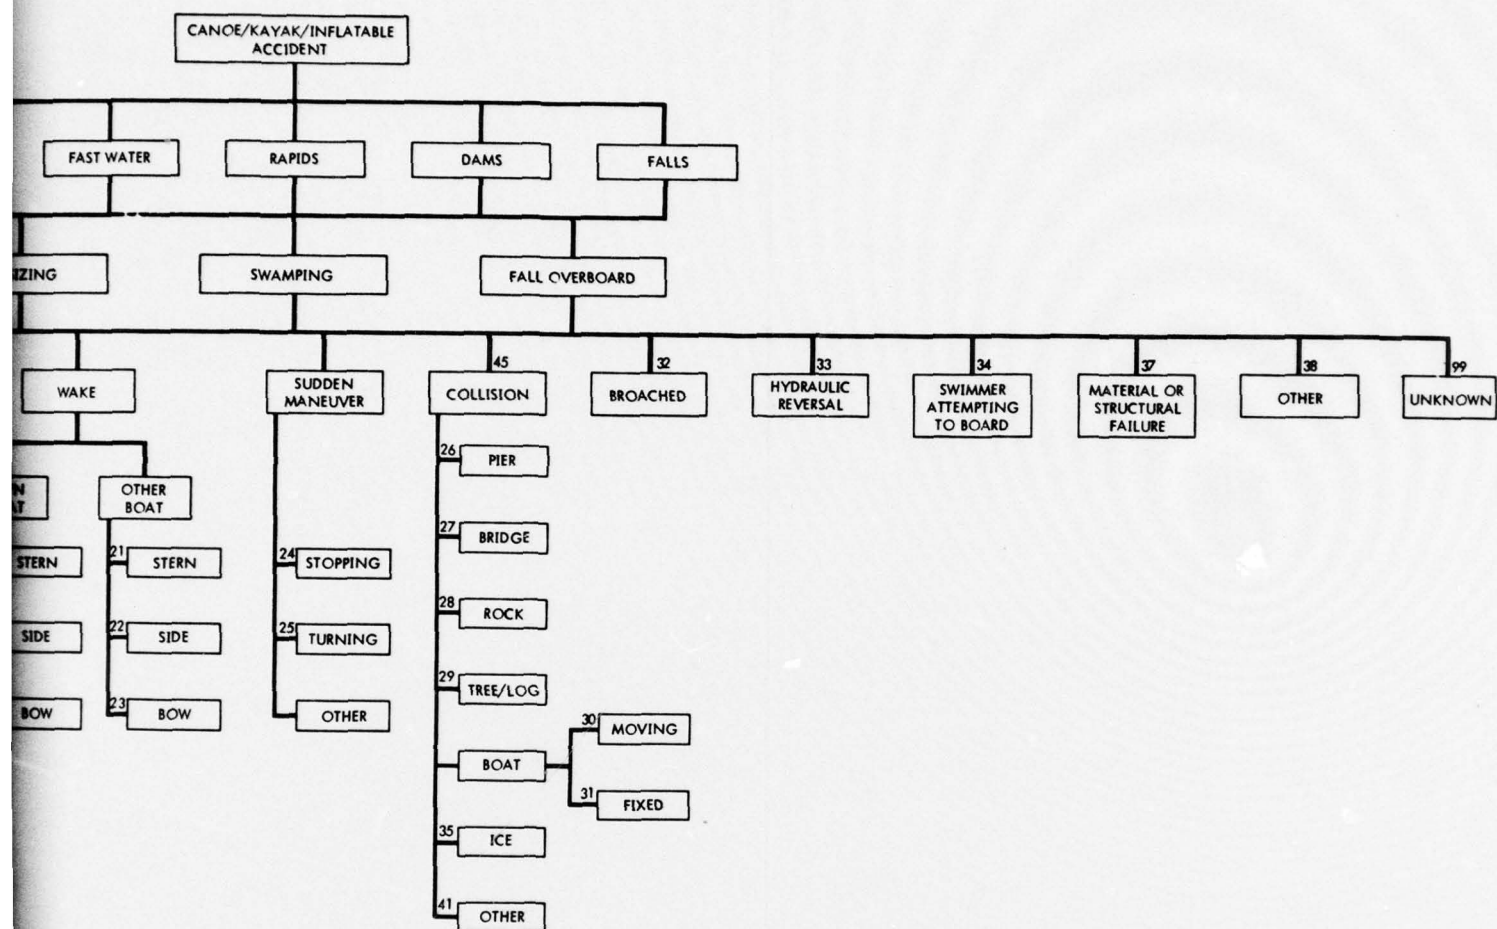 CANOE/KAYAK/INFLATABLE
ACCIDENT
FAST WATER
RAPIDS
DAMS
FALLS
IZING
SWAMPING
FALL OVERBOARD
45
32
33
34
37
38
99
WAKE
SUDDEN
MANEUVER
COLLISION
BROACHED
HYDRAULIC
REVERSAL
SWIMMER
ATTEMPTING
TO BOARD
MATERIAL OR
STRUCTURAL
FAILURE
OTHER
UNKNOWN
26
PIER
N
AT
OTHER
BOAT
27
BRIDGE
STERN
21
STERN
24
STOPPING
28
ROCK
SIDE
22
SIDE
25
TURNING
29
TREE/LOG
BOW
23
BOW
OTHER
30
MOVING
BOAT
31
FIXED
35
ICE
41
OTHER